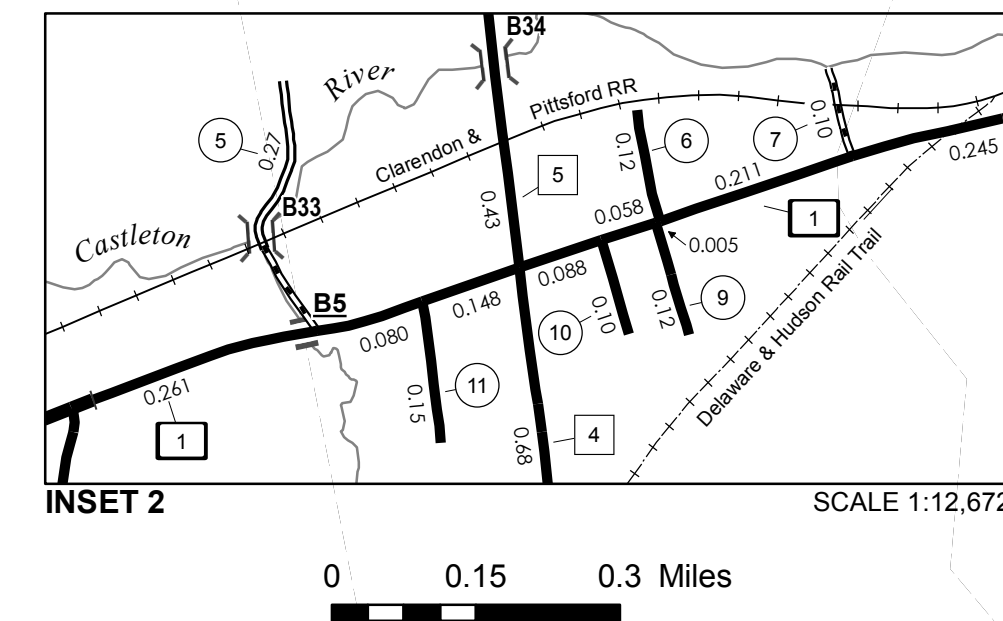 B34
River
Pittsford RR
Clarendon &
5
0.27
0.12
6
7
0.10
0.245
5
0.211
B33
0.43
0.058
1
Castleton
0.005
0.088
B5
0.148
9
0.12
10
0.10
0.080
Delaware & Hudson Rail Trail
0.261
11
0.15
1
4
0.68
INSET 2
SCALE 1:12,672
0 0.15 0.3 Miles